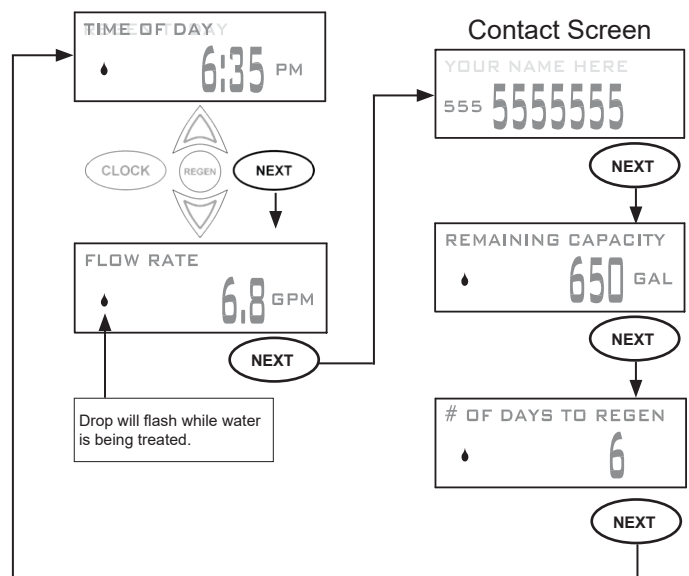 TIME OF DAY
REGEN TODAY
6:35 PM
CLOCK
REGEN
NEXT
FLOW RATE
6.8 GPM
NEXT
Drop will flash while water
is being treated.
Contact Screen
YOUR NAME HERE
555 5555555
NEXT
REMAINING CAPACITY
650 GAL
NEXT
# OF DAYS TO REGEN
6
NEXT